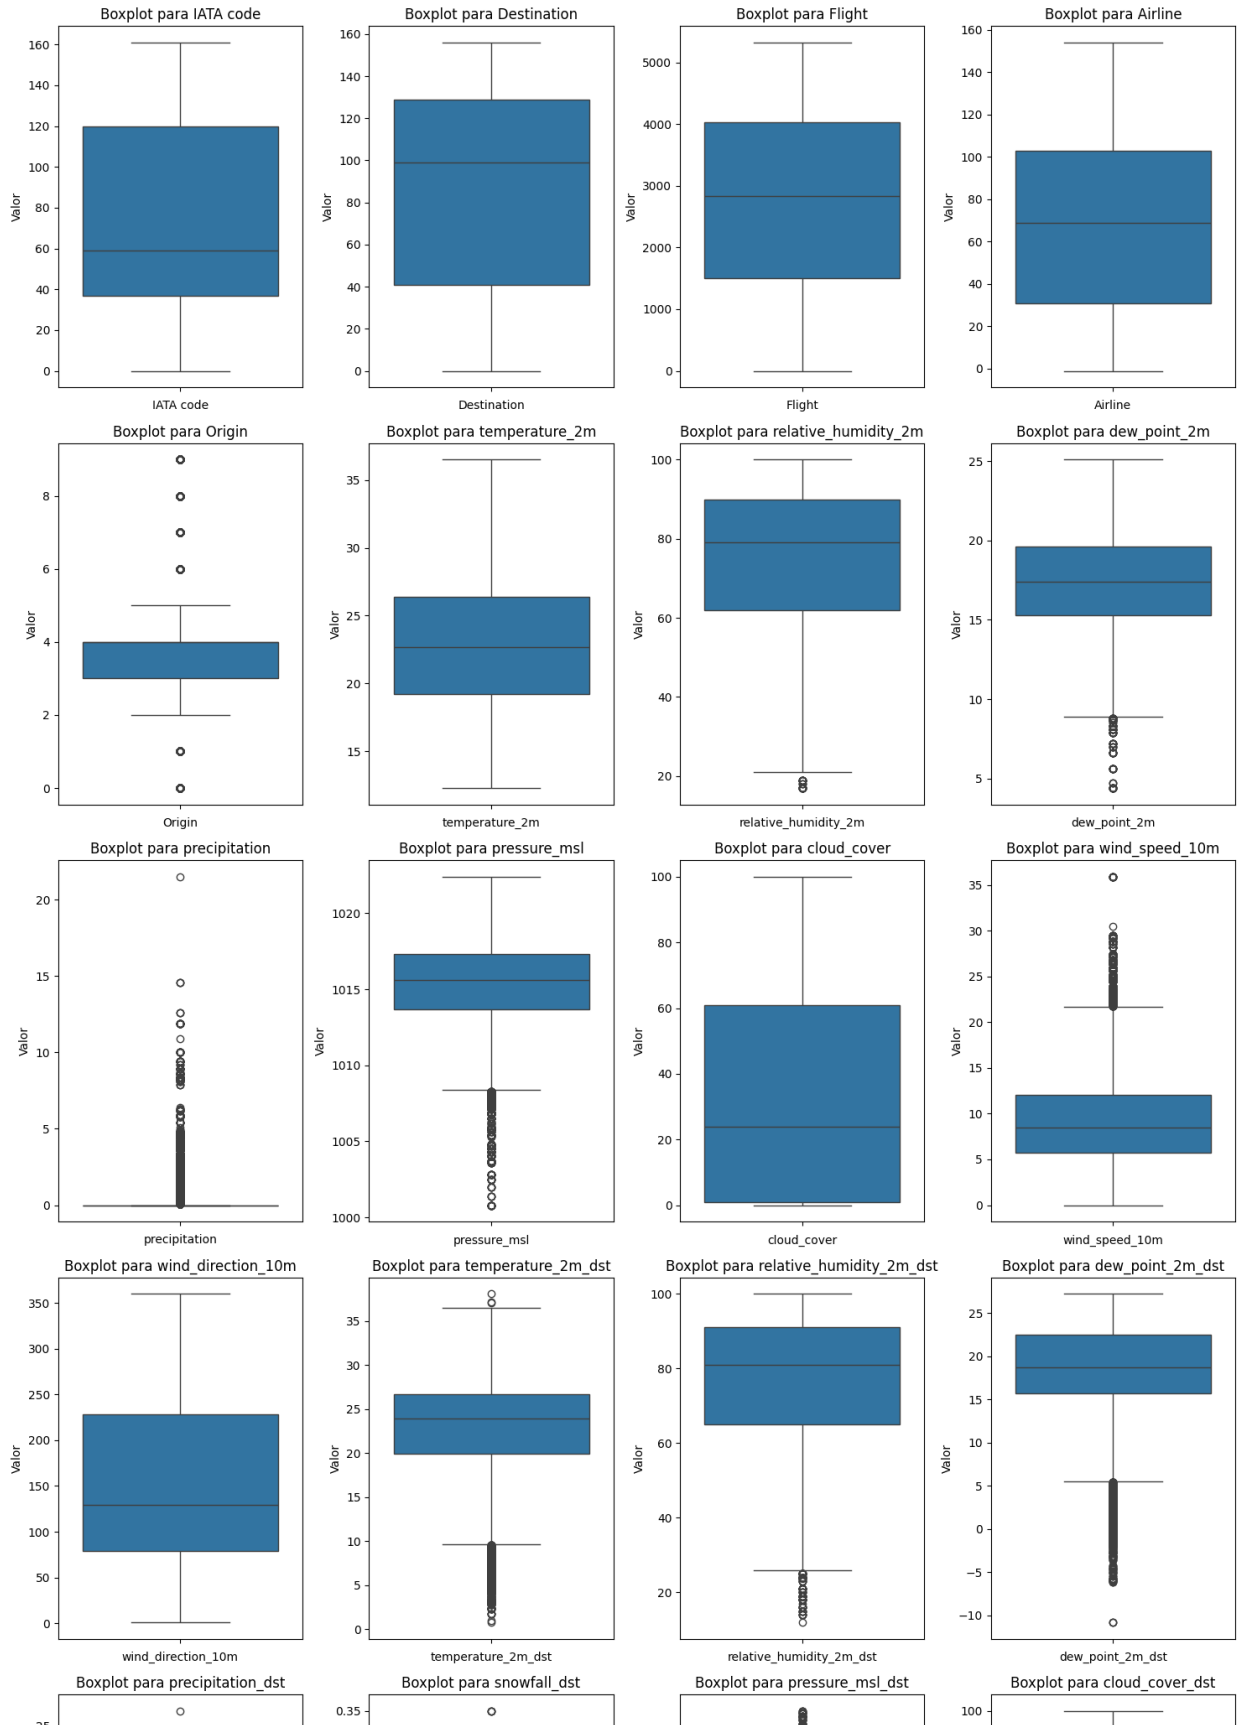 Boxplot para IATA code
160
140
120
100
80
60
40
20
0
Valor
IATA code
Boxplot para Destination
160
140
120
100
80
60
40
20
0
Valor
Destination
Boxplot para Flight
5000
4000
3000
2000
1000
0
Valor
Flight
Boxplot para Airline
160
140
120
100
80
60
40
20
0
Valor
Airline
Boxplot para Origin
8
6
4
2
0
Valor
Origin
Boxplot para temperature_2m
35
30
25
20
15
Valor
temperature_2m
Boxplot para relative_humidity_2m
100
80
60
40
20
Valor
relative_humidity_2m
Boxplot para dew_point_2m
25
20
15
10
5
Valor
dew_point_2m
Boxplot para precipitation
20
15
10
5
0
Valor
precipitation
Boxplot para pressure_msl
1020
1015
1010
1005
1000
Valor
pressure_msl
Boxplot para cloud_cover
100
80
60
40
20
0
Valor
cloud_cover
Boxplot para wind_speed_10m
35
30
25
20
15
10
5
0
Valor
wind_speed_10m
Boxplot para wind_direction_10m
350
300
250
200
150
100
50
0
Valor
wind_direction_10m
Boxplot para temperature_2m_dst
35
30
25
20
15
10
5
0
Valor
temperature_2m_dst
Boxplot para relative_humidity_2m_dst
100
80
60
40
20
Valor
relative_humidity_2m_dst
Boxplot para dew_point_2m_dst
25
20
15
10
5
0
−5
−10
Valor
dew_point_2m_dst
Boxplot para precipitation_dst
Boxplot para snowfall_dst
0.35
Boxplot para pressure_msl_dst
Boxplot para cloud_cover_dst
100